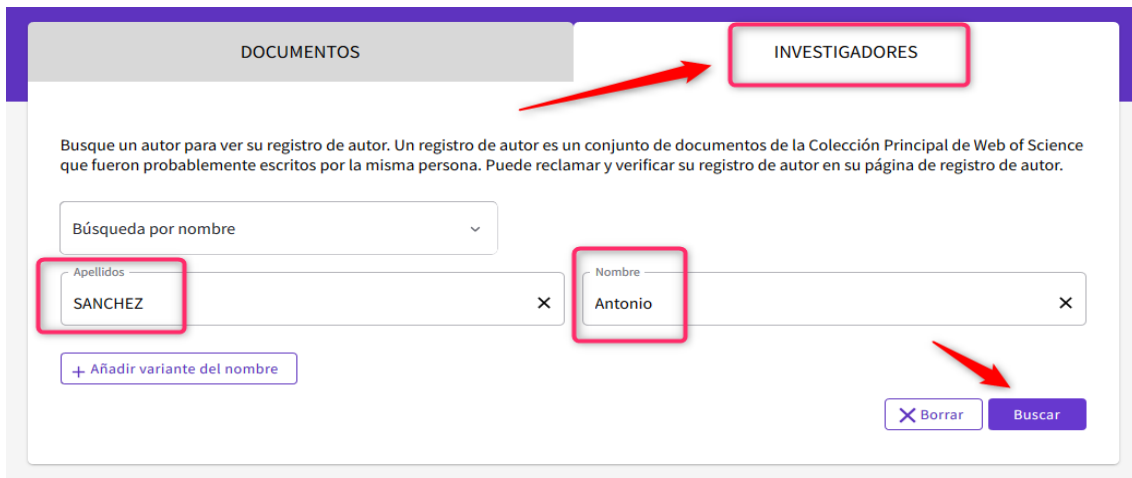 DOCUMENTOS
INVESTIGADORES
Busque un autor para ver su registro de autor. Un registro de autor es un conjunto de documentos de la Colección Principal de Web of Science
que fueron probablemente escritos por la misma persona. Puede reclamar y verificar su registro de autor en su página de registro de autor.
Búsqueda por nombre
Apellidos
SANCHEZ
Nombre
Antonio
+ Añadir variante del nombre
Borrar
Buscar